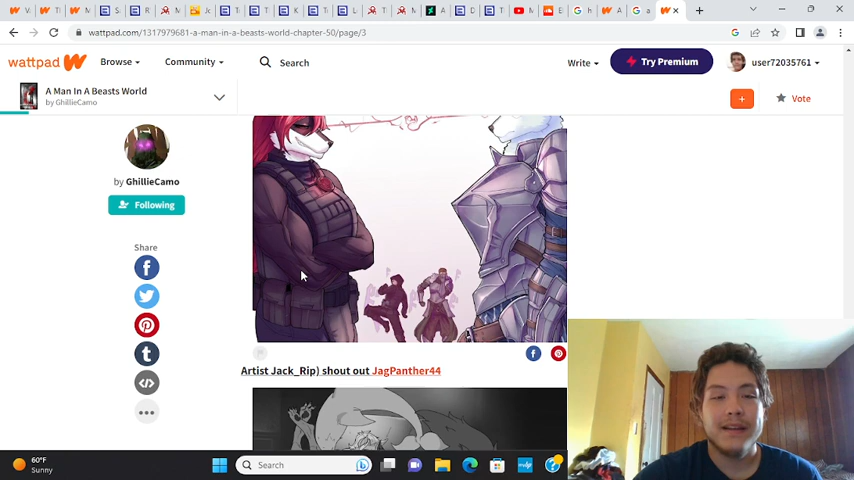 wattpad.com/1317979681-a-man-in-a-beasts-world-chapter-50/page/3
wattpad
Browse
Community
Search
Write
Try Premium
user72035761
A Man In A Beasts World
by GhillieCamo
+
Vote
by GhillieCamo
Following
Share
Artist Jack_Rip) shout out JagPanther44
60°F
Sunny
Search